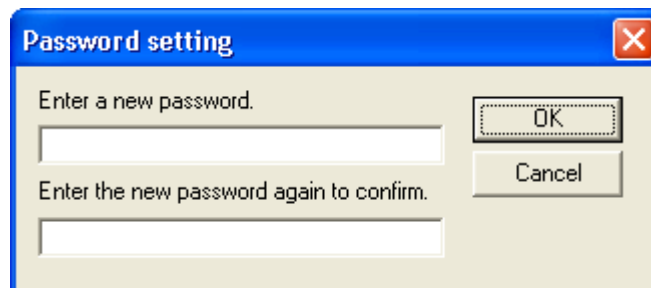 Password setting
Enter a new password.
OK
Cancel
Enter the new password again to confirm.